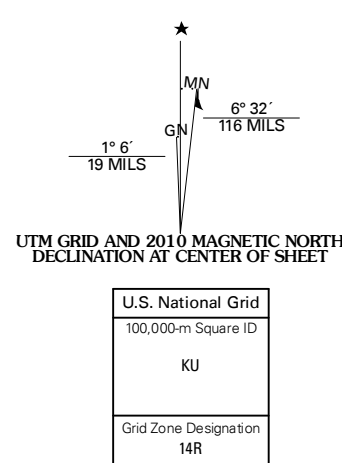 ★
MN
6° 32´
116 MILS
GN
1° 6´
19 MILS
UTM GRID AND 2010 MAGNETIC NORTH
DECLINATION AT CENTER OF SHEET
U.S. National Grid
100,000-m Square ID
KU
Grid Zone Designation
14R